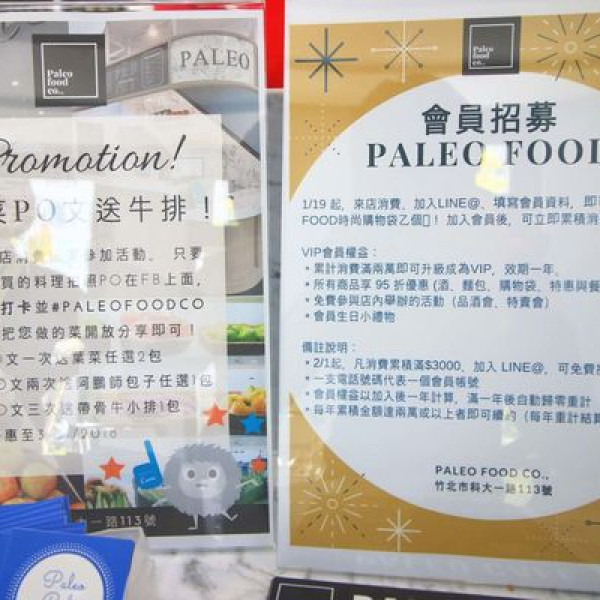 Paleo
food
co.,
PALEO
Promotion!
菜PO文送牛排!
參加活動。 只要
買的料理拍照PO在FB上面,
打卡並#PALEOFOODCO
把您做的菜開放分享即可!
文一次送葉菜任選2包
文兩次送阿鵬師包子任選1包
文三次送帶骨牛小排1包
惠至
一路113號
Paleo
Paleo
food
co.,
會員招募
PALEO FOOD
1/19 起, 來店消費、加入LINE@、填寫會員資料, 即
FOOD時尚購物袋乙個! 加入會員後, 可立即累積消
VIP會員權益:
• 累計消費滿兩萬即可升級成為VIP, 效期一年。
• 所有商品享 95 折優惠 (酒、麵包、購物袋、特惠與餐
• 免費參與店內舉辦的活動 (品酒會、特賣會)
• 會員生日小禮物
備註說明:
• 2/1起, 凡消費累積滿$3000, 加入 LINE@, 可免費
• 一支電話號碼代表一個會員帳號
• 會員權益以加入後一年計算, 滿一年後自動歸零重計
• 每年累積金額達兩萬或以上者即可續約 (每年重計結算
PALEO FOOD CO.,
竹北市科大一路113號